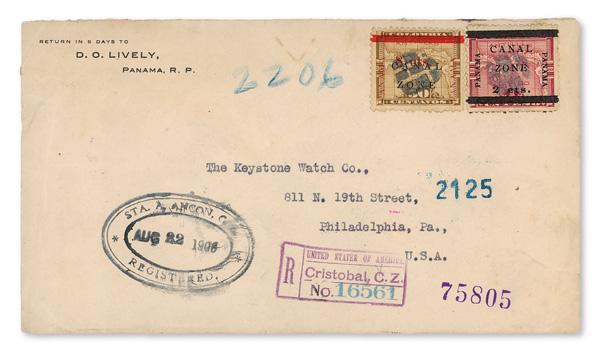 RETURN IN 5 DAYS TO
D. O. LIVELY,
PANAMA, R. P.
2206
COLOMBIA
CANAL
ZONE
CENTAVOS
CANAL
ZONE
2 cts.
PANAMA
PANAMA
The Keystone Watch Co.,
811 N. 19th Street,
2125
Philadelphia, Pa.,
U.S.A.
STA. A, ANCON, C.
AUG 22 1906
REGISTERED.
UNITED STATES OF AMERICA
R
Cristobal, C.Z.
No. 16561
75805